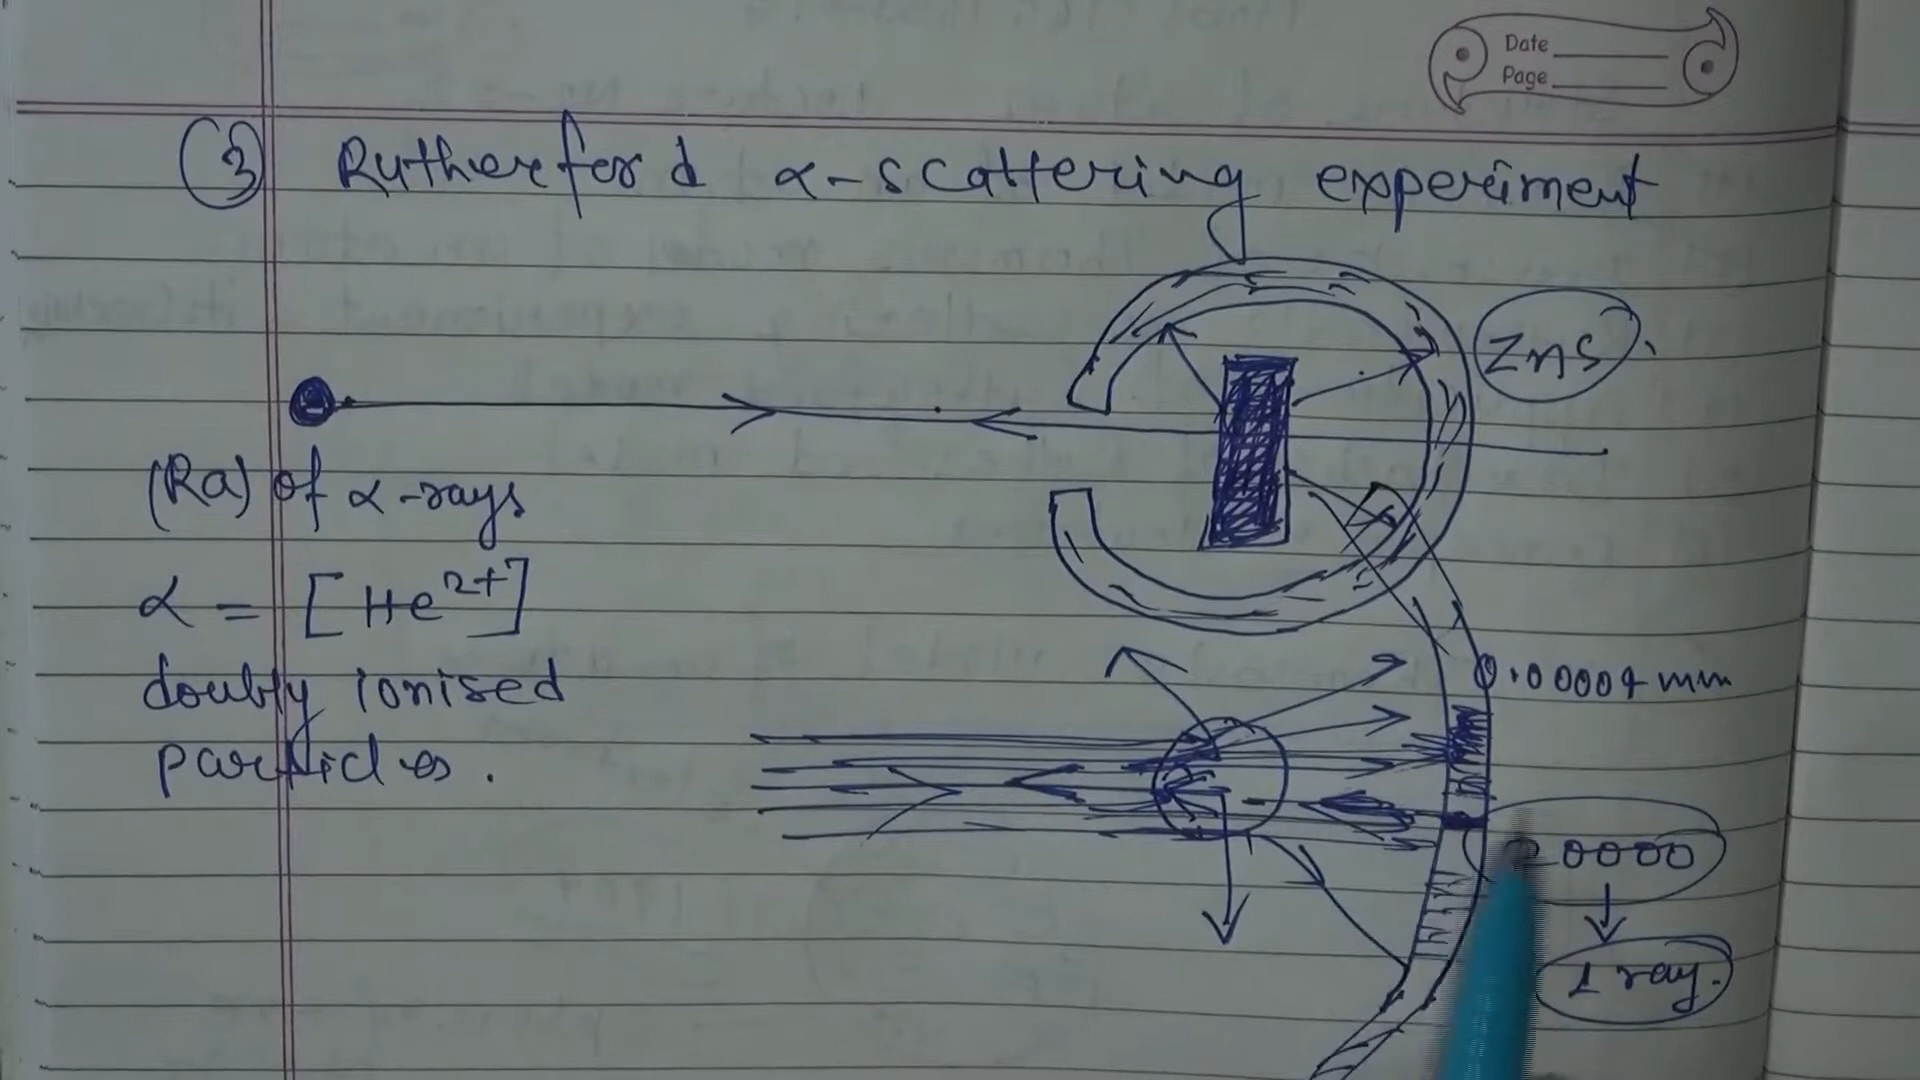 Date
Page
(3) Rutherford α-scattering experiment
ZnS.
(Ra) of α-rays
α = [He²⁺]
doubly ionised
particles.
0.00004 mm
0000
1 ray.